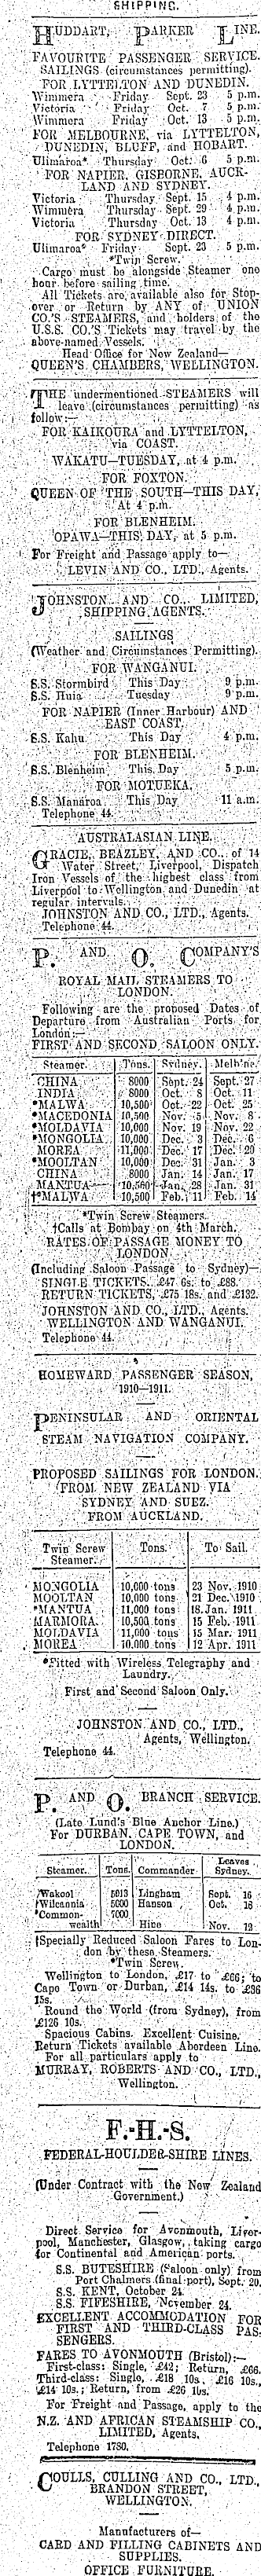 SHIPPING.
HUDDART, PARKER LINE.
FAVOURITE PASSENGER SERVICE.
SAILINGS (circumstances permitting).
FOR LYTTELTON AND DUNEDIN.
Wimmera Friday Sept. 23 5 p.m.
Victoria Friday Oct. 7 5 p.m.
Wimmera Friday Oct. 13 5 p.m.
FOR MELBOURNE, via LYTTELTON,
DUNEDIN, BLUFF, and HOBART.
Ulimaroa* Thursday Oct. 6 5 p.m.
FOR NAPIER, GISBORNE, AUCK-
LAND AND SYDNEY.
Victoria Thursday Sept. 15 4 p.m.
Wimmera Thursday Sept. 29 4 p.m.
Victoria Thursday Oct. 13 4 p.m.
FOR SYDNEY DIRECT.
Ulimaroa* Friday Sept. 23 5 p.m.
*Twin Screw.
Cargo must be alongside Steamer one
hour before sailing time.
All Tickets are available also for Stop-
over or Return by ANY of UNION
CO.'S STEAMERS, and holders of the
U.S.S. CO.'S Tickets may travel by the
above-named Vessels.
Head Office for New Zealand—
QUEEN'S CHAMBERS, WELLINGTON.
THE undermentioned STEAMERS will
leave (circumstances permitting) as
follow:—
FOR KAIKOURA and LYTTELTON,
via COAST.
WAKATU—TUESDAY, at 4 p.m.
FOR FOXTON.
QUEEN OF THE SOUTH—THIS DAY,
At 4 p.m.
FOR BLENHEIM.
OPAWA—THIS DAY, at 5 p.m.
For Freight and Passage apply to—
LEVIN AND CO., LTD., Agents.
JOHNSTON AND CO., LIMITED,
SHIPPING AGENTS.
SAILINGS
(Weather and Circumstances Permitting).
FOR WANGANUI.
S.S. Stormbird This Day 9 p.m.
S.S. Huia Tuesday 9 p.m.
FOR NAPIER (Inner Harbour) AND
EAST COAST.
S.S. Kahu This Day 4 p.m.
FOR BLENHEIM.
S.S. Blenheim This Day 5 p.m.
FOR MOTUEKA.
S.S. Manaroa This Day 11 a.m.
Telephone 44.
AUSTRALASIAN LINE.
GRACIE, BEAZLEY, AND CO., of 14
Water Street, Liverpool, Dispatch
Iron Vessels of the highest class from
Liverpool to Wellington and Dunedin at
regular intervals.
JOHNSTON AND CO., LTD., Agents.
Telephone 44.
P. AND O. COMPANY'S
ROYAL MAIL STEAMERS TO
LONDON.
Following are the proposed Dates of
Departure from Australian Ports for
London:—
FIRST AND SECOND SALOON ONLY.
Steamer. Tons. Sydney. Melb'ne.
CHINA 8000 Sept. 24 Sept. 27
INDIA 8000 Oct. 8 Oct. 11
*MALWA 10,500 Oct. 22 Oct. 25
*MACEDONIA 10,500 Nov. 5 Nov. 8
*MOLDAVIA 10,000 Nov. 19 Nov. 22
*MONGOLIA 10,000 Dec. 3 Dec. 6
MOREA 11,000 Dec. 17 Dec. 20
*MOOLTAN 10,000 Dec. 31 Jan. 3
CHINA 8000 Jan. 14 Jan. 17
MANTUA 10,500 Jan. 28 Jan. 31
†*MALWA 10,500 Feb. 11 Feb. 14
*Twin Screw Steamers.
†Calls at Bombay on 4th March.
RATES OF PASSAGE MONEY TO
LONDON
(Including Saloon Passage to Sydney)—
SINGLE TICKETS, £47 6s. to £88.
RETURN TICKETS, £75 18s. and £132.
JOHNSTON AND CO., LTD., Agents.
WELLINGTON AND WANGANUI.
Telephone 44.
HOMEWARD PASSENGER SEASON,
1910—1911.
PENINSULAR AND ORIENTAL
STEAM NAVIGATION COMPANY.
PROPOSED SAILINGS FOR LONDON.
FROM NEW ZEALAND VIA
SYDNEY AND SUEZ.
FROM AUCKLAND.
Twin Screw Steamer. Tons. To Sail.
MONGOLIA 10,000 tons 23 Nov. 1910
MOOLTAN 10,000 tons 21 Dec. 1910
*MANTUA 11,000 tons 18 Jan. 1911
MARMORA 10,500 tons 15 Feb. 1911
MOLDAVIA 11,000 tons 15 Mar. 1911
MOREA 10,000 tons 12 Apr. 1911
*Fitted with Wireless Telegraphy and
Laundry.
First and Second Saloon Only.
JOHNSTON AND CO., LTD.,
Agents, Wellington.
Telephone 44.
P. AND O. BRANCH SERVICE.
(Late Lund's Blue Anchor Line.)
For DURBAN, CAPE TOWN, and
LONDON.
Steamer. Tons. Commander Leaves Sydney.
Wakool 5013 Lingham Sept. 16
*Wilcannia 5000 Hanson Oct. 16
*Common-
wealth 7000 Hine Nov. 12
†Specially Reduced Saloon Fares to Lon-
don by these Steamers.
*Twin Screw.
Wellington to London, £17 to £66; to
Cape Town or Durban, £14 14s. to £36
15s.
Round the World (from Sydney), from
£126 10s.
Spacious Cabins. Excellent Cuisine.
Return Tickets available Aberdeen Line.
For all particulars apply to
MURRAY, ROBERTS AND CO., LTD.,
Wellington.
F.-H.-S.
FEDERAL-HOULDER-SHIRE LINES.
(Under Contract with the New Zealand
Government.)
Direct Service for Avonmouth, Liver-
pool, Manchester, Glasgow, taking cargo
for Continental and American ports.
S.S. BUTESHIRE (Saloon only) from
Port Chalmers (final port), Sept. 20.
S.S. KENT, October 24.
S.S. FIFESHIRE, November 24.
EXCELLENT ACCOMMODATION FOR
FIRST AND THIRD-CLASS PAS-
SENGERS.
FARES TO AVONMOUTH (Bristol):—
First-class: Single, £42; Return, £66.
Third-class: Single, £18 10s., £16 10s.,
£14 10s.; Return, from £26 10s.
For Freight and Passage, apply to the
N.Z. AND AFRICAN STEAMSHIP CO.,
LIMITED, Agents,
Telephone 1780.
COULLS, CULLING AND CO., LTD.,
BRANDON STREET,
WELLINGTON.
Manufacturers of—
CARD AND FILLING CABINETS AND
SUPPLIES.
OFFICE FURNITURE.